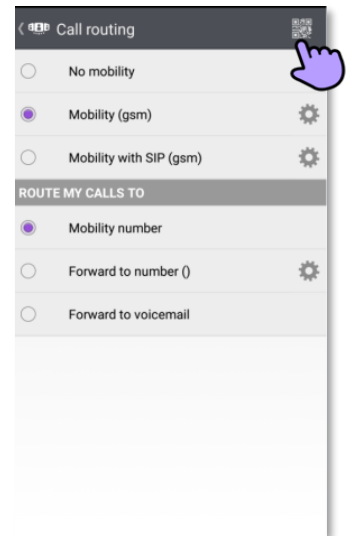 Call routing
No mobility
Mobility (gsm)
Mobility with SIP (gsm)
ROUTE MY CALLS TO
Mobility number
Forward to number ()
Forward to voicemail